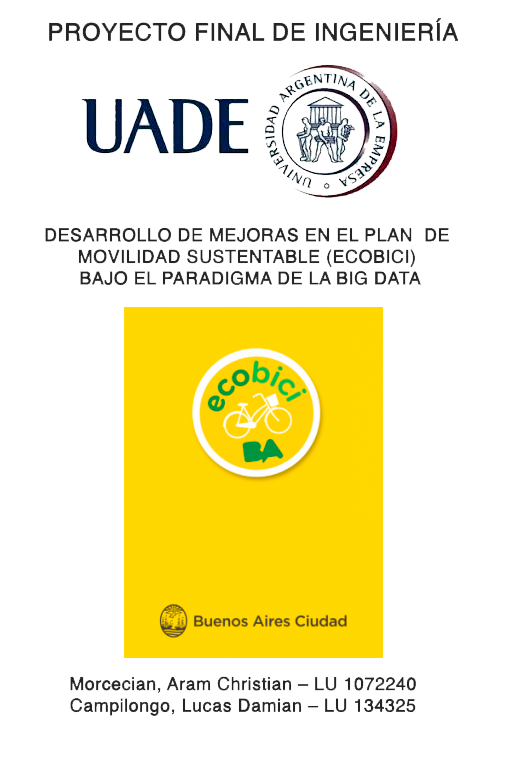 PROYECTO FINAL DE INGENIERÍA
UADE
UNIVERSIDAD ARGENTINA DE LA EMPRESA
DESARROLLO DE MEJORAS EN EL PLAN DE
MOVILIDAD SUSTENTABLE (ECOBICI)
BAJO EL PARADIGMA DE LA BIG DATA
ecobici
BA
Buenos Aires Ciudad
Morcecian, Aram Christian – LU 1072240
Campilongo, Lucas Damian – LU 134325